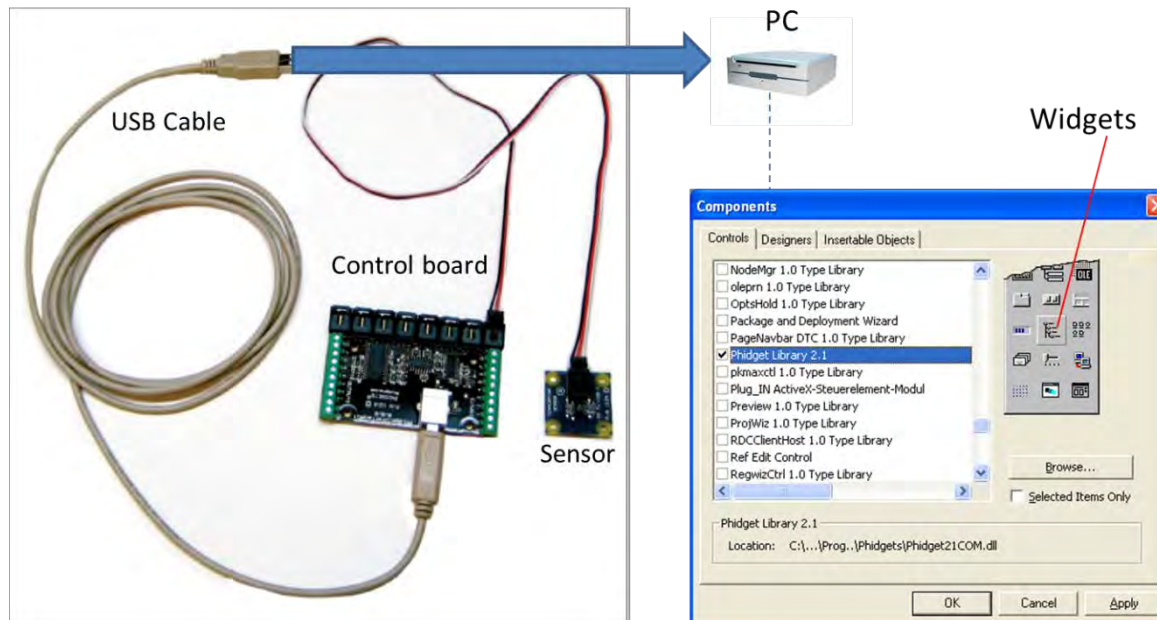 PC
USB Cable
Widgets
Control board
Sensor
Components
Controls
Designers
Insertable Objects
NodeMgr 1.0 Type Library
oleprn 1.0 Type Library
OptsHold 1.0 Type Library
Package and Deployment Wizard
PageNavbar DTC 1.0 Type Library
Phidget Library 2.1
pkmaxctl 1.0 Type Library
Plug_IN ActiveX-Steuerelement-Modul
Preview 1.0 Type Library
ProjWiz 1.0 Type Library
RDCClientHost 1.0 Type Library
Ref Edit Control
RegwizCtrl 1.0 Type Library
OLE
Browse...
Selected Items Only
Phidget Library 2.1
Location: C:\...\Prog..\Phidgets\Phidget21COM.dll
OK
Cancel
Apply